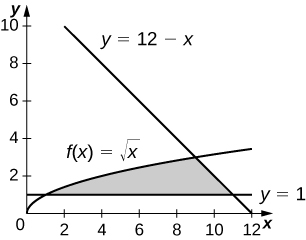 y
10
y = 12 − x
8
6
4
f(x) = √x
2
y = 1
0
2 4 6 8 10 12
x